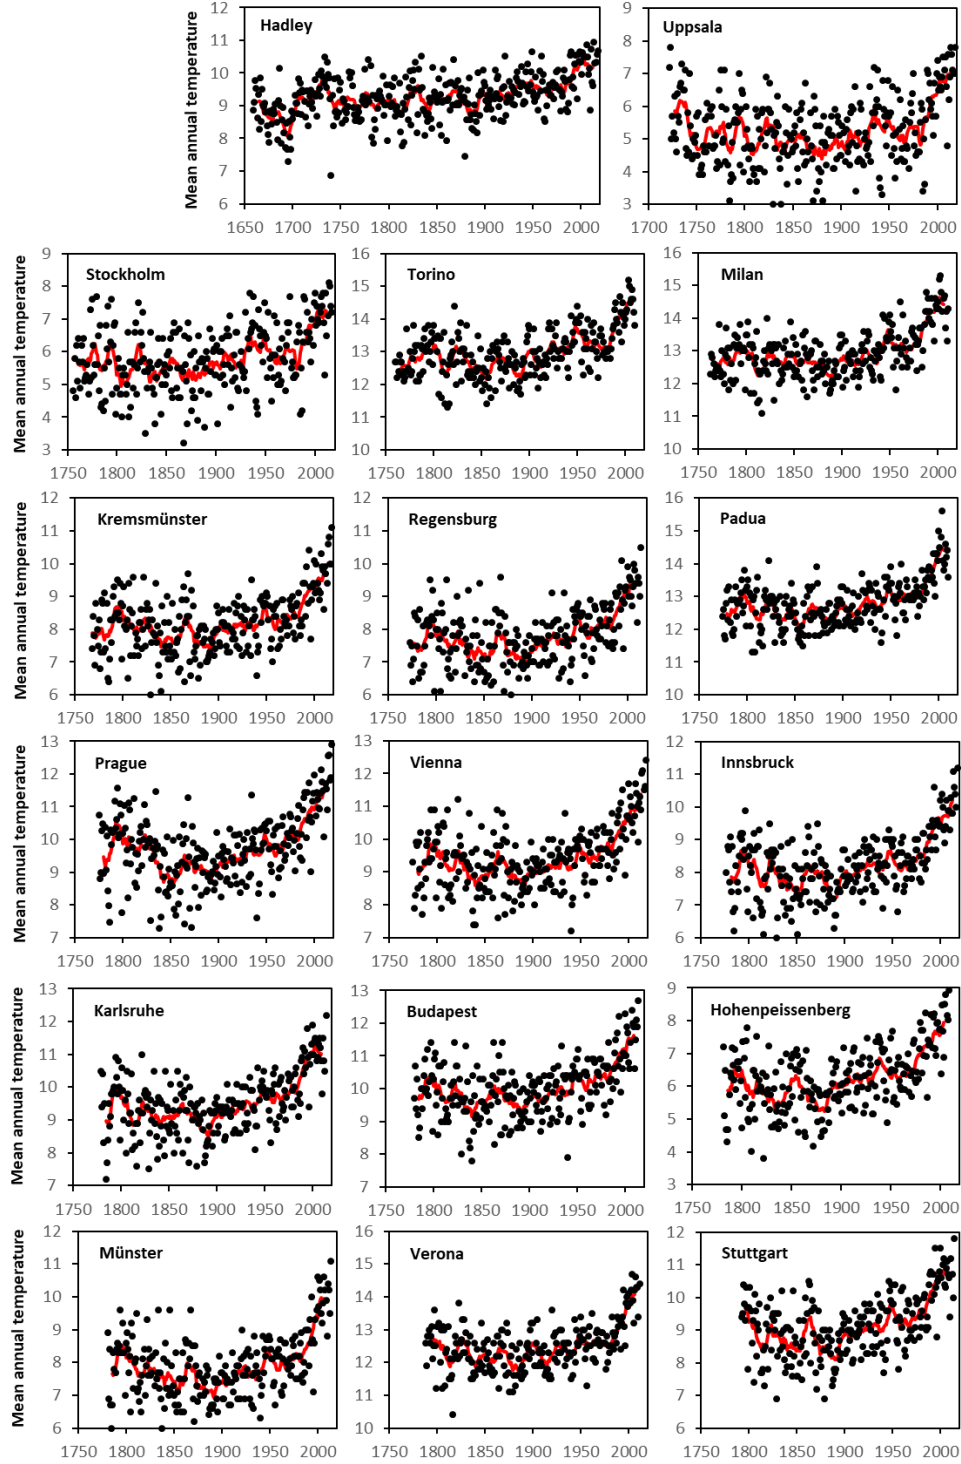 Mean annual temperature
Hadley
12
11
10
9
8
7
6
1650 1700 1750 1800 1850 1900 1950 2000
Uppsala
9
8
7
6
5
4
3
1700 1750 1800 1850 1900 1950 2000
Mean annual temperature
Stockholm
9
8
7
6
5
4
3
1750 1800 1850 1900 1950 2000
Torino
16
15
14
13
12
11
10
1750 1800 1850 1900 1950 2000
Milan
16
15
14
13
12
11
10
1750 1800 1850 1900 1950 2000
Mean annual temperature
Kremsmünster
12
11
10
9
8
7
6
1750 1800 1850 1900 1950 2000
Regensburg
12
11
10
9
8
7
6
1750 1800 1850 1900 1950 2000
Padua
16
15
14
13
12
11
10
1750 1800 1850 1900 1950 2000
Mean annual temperature
Prague
13
12
11
10
9
8
7
1750 1800 1850 1900 1950 2000
Vienna
13
12
11
10
9
8
7
1750 1800 1850 1900 1950 2000
Innsbruck
12
11
10
9
8
7
6
1750 1800 1850 1900 1950 2000
Mean annual temperature
Karlsruhe
13
12
11
10
9
8
7
1750 1800 1850 1900 1950 2000
Budapest
13
12
11
10
9
8
7
1750 1800 1850 1900 1950 2000
Hohenpeissenberg
9
8
7
6
5
4
3
1750 1800 1850 1900 1950 2000
Mean annual temperature
Münster
12
11
10
9
8
7
6
1750 1800 1850 1900 1950 2000
Verona
16
15
14
13
12
11
10
1750 1800 1850 1900 1950 2000
Stuttgart
12
11
10
9
8
7
6
1750 1800 1850 1900 1950 2000